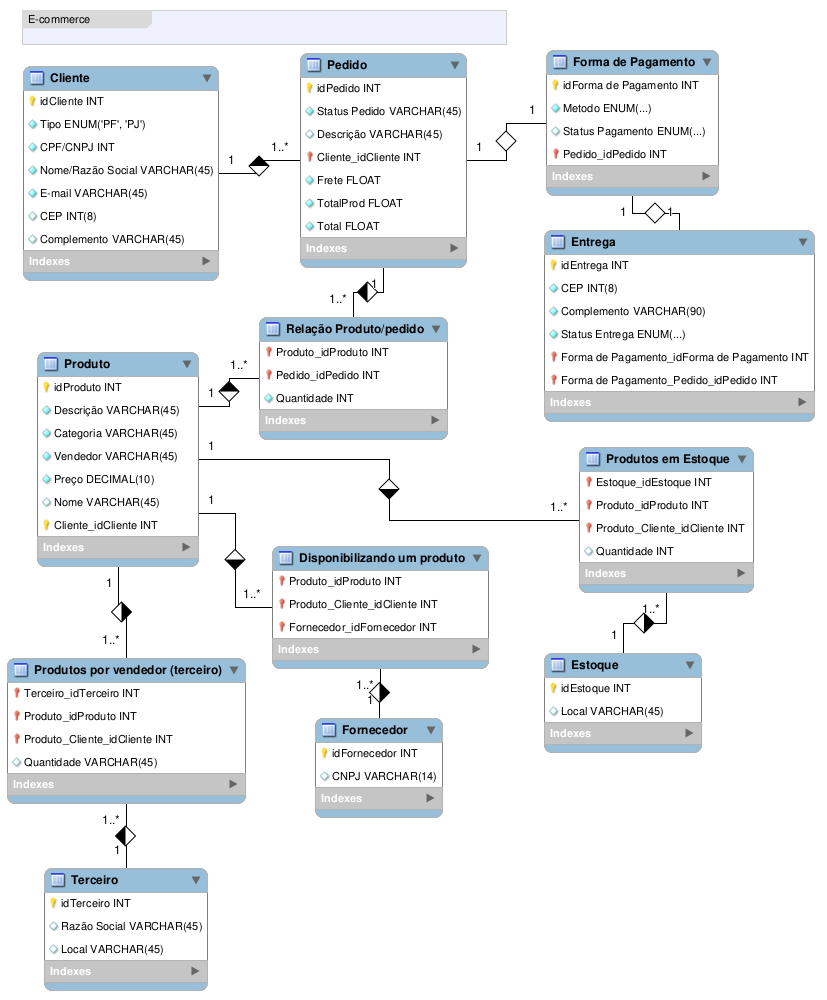 E-commerce
Cliente
idCliente INT
Tipo ENUM('PF', 'PJ')
CPF/CNPJ INT
Nome/Razão Social VARCHAR(45)
E-mail VARCHAR(45)
CEP INT(8)
Complemento VARCHAR(45)
Indexes
1
1..*
Pedido
idPedido INT
Status Pedido VARCHAR(45)
Descrição VARCHAR(45)
Cliente_idCliente INT
Frete FLOAT
TotalProd FLOAT
Total FLOAT
Indexes
1
1
Forma de Pagamento
idForma de Pagamento INT
Metodo ENUM(...)
Status Pagamento ENUM(...)
Pedido_idPedido INT
Indexes
1
1
Entrega
idEntrega INT
CEP INT(8)
Complemento VARCHAR(90)
Status Entrega ENUM(...)
Forma de Pagamento_idForma de Pagamento INT
Forma de Pagamento_Pedido_idPedido INT
Indexes
1
1..*
Relação Produto/pedido
Produto_idProduto INT
Pedido_idPedido INT
Quantidade INT
Indexes
1..*
1
Produto
idProduto INT
Descrição VARCHAR(45)
Categoria VARCHAR(45)
Vendedor VARCHAR(45)
Preço DECIMAL(10)
Nome VARCHAR(45)
Cliente_idCliente INT
Indexes
1
1..*
Produtos em Estoque
Estoque_idEstoque INT
Produto_idProduto INT
Produto_Cliente_idCliente INT
Quantidade INT
Indexes
1..*
1
Estoque
idEstoque INT
Local VARCHAR(45)
Indexes
1
1..*
Disponibilizando um produto
Produto_idProduto INT
Produto_Cliente_idCliente INT
Fornecedor_idFornecedor INT
Indexes
1..*
1
Fornecedor
idFornecedor INT
CNPJ VARCHAR(14)
Indexes
1
1..*
Produtos por vendedor (terceiro)
Terceiro_idTerceiro INT
Produto_idProduto INT
Produto_Cliente_idCliente INT
Quantidade VARCHAR(45)
Indexes
1..*
1
Terceiro
idTerceiro INT
Razão Social VARCHAR(45)
Local VARCHAR(45)
Indexes